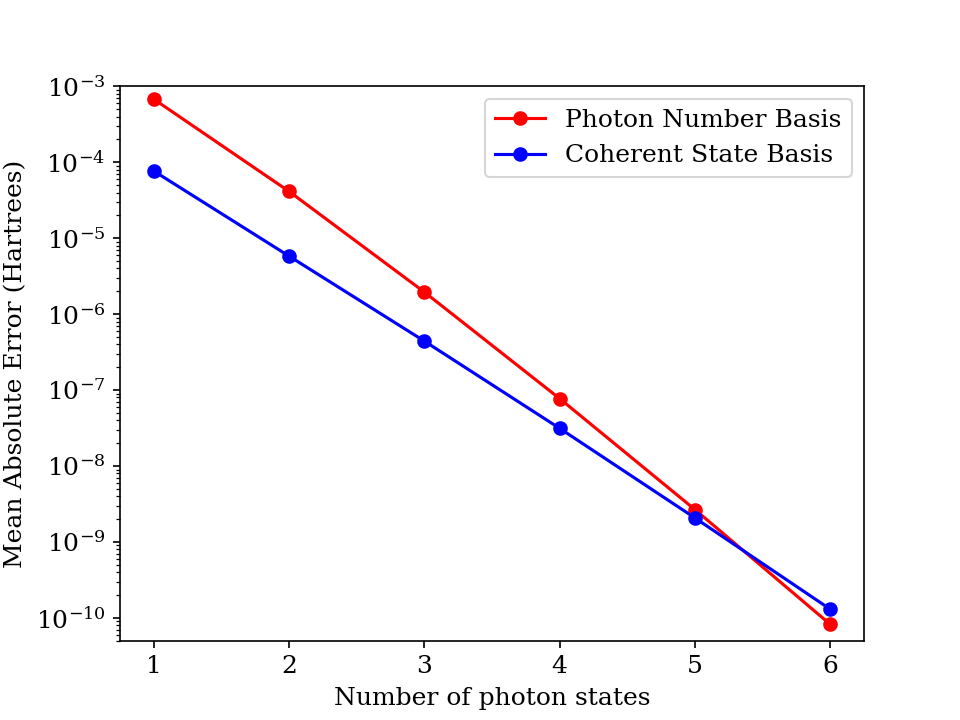 Photon Number Basis
Coherent State Basis
Mean Absolute Error (Hartrees)
10⁻³
10⁻⁴
10⁻⁵
10⁻⁶
10⁻⁷
10⁻⁸
10⁻⁹
10⁻¹⁰
1 2 3 4 5 6
Number of photon states